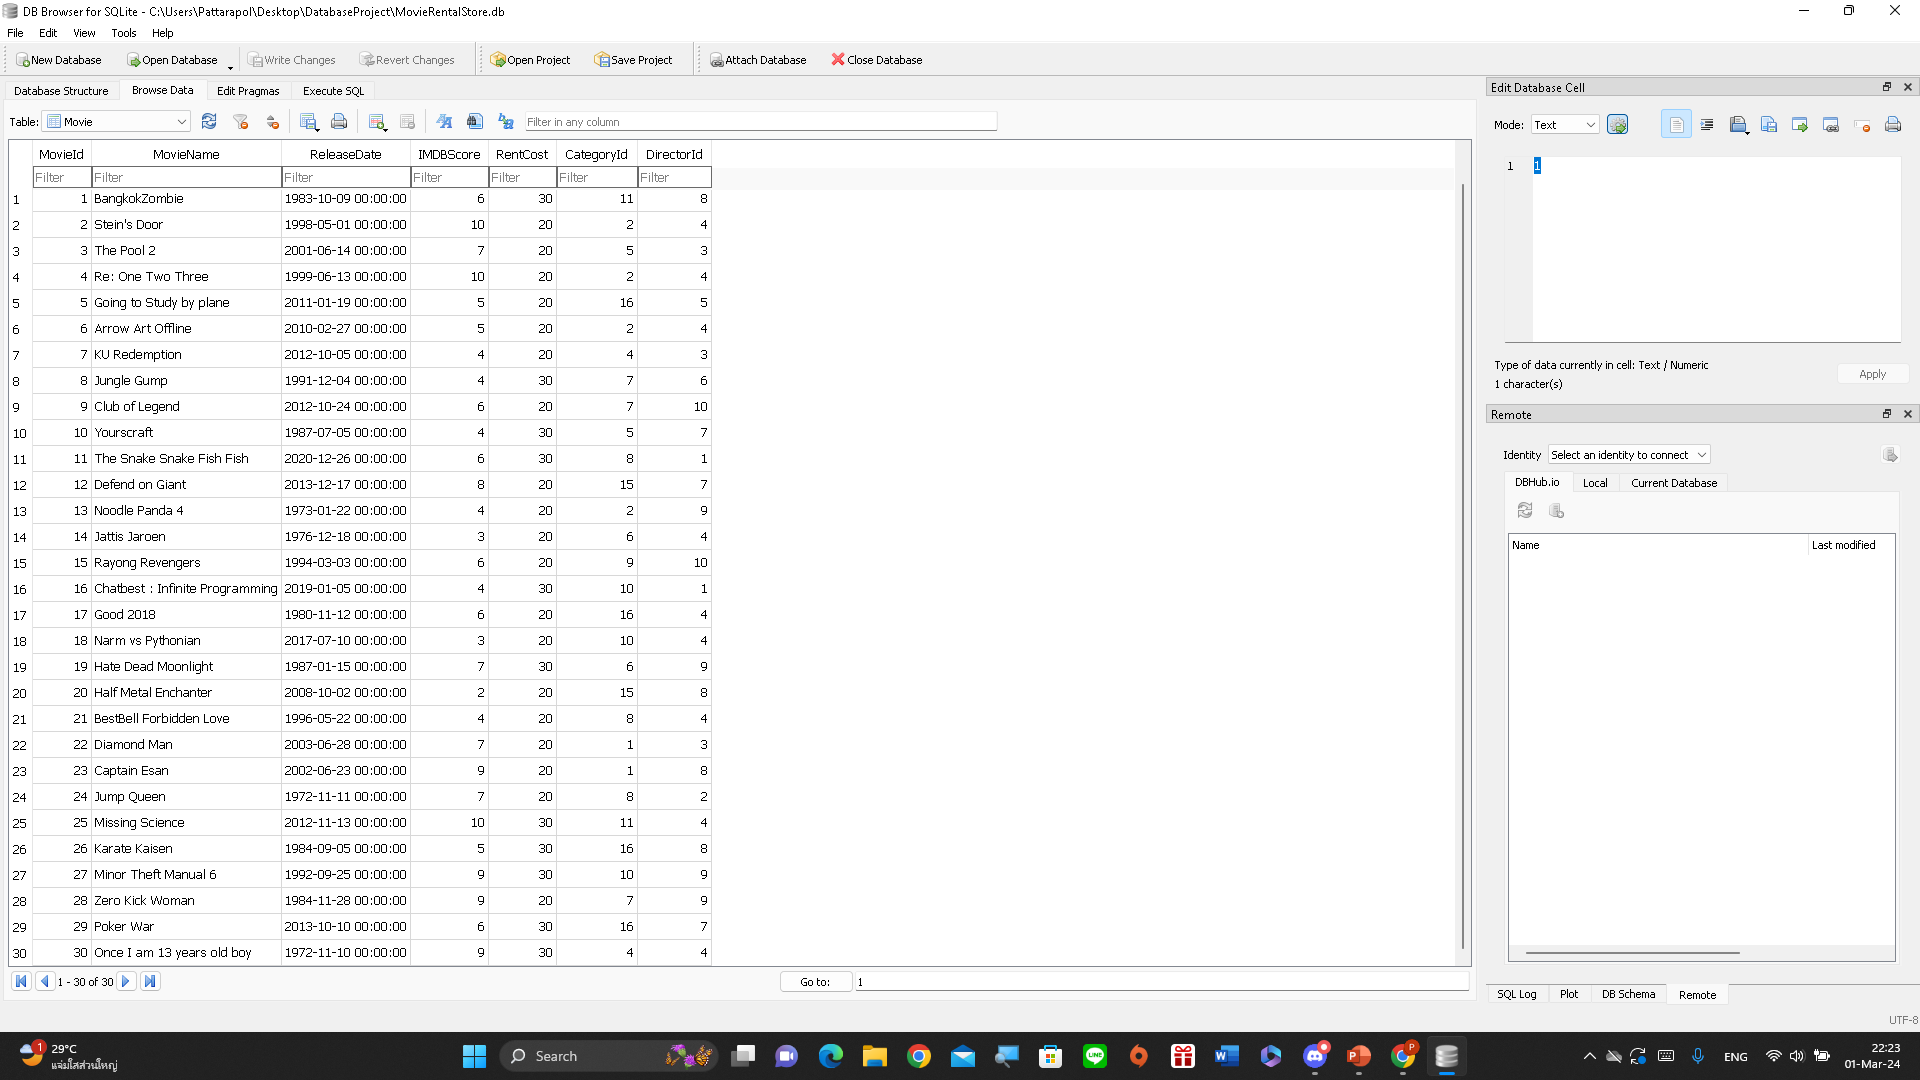 DB Browser for SQLite - C:\Users\Pattarapol\Desktop\DatabaseProject\MovieRentalStore.db
File Edit View Tools Help
New Database Open Database Write Changes Revert Changes Open Project Save Project Attach Database Close Database
Database Structure Browse Data Edit Pragmas Execute SQL
Table: Movie Filter in any column
MovieId MovieName ReleaseDate IMDBScore RentCost CategoryId DirectorId
Filter Filter Filter Filter Filter Filter Filter
1 1 BangkokZombie 1983-10-09 00:00:00 6 30 11 8
2 2 Stein's Door 1998-05-01 00:00:00 10 20 2 4
3 3 The Pool 2 2001-06-14 00:00:00 7 20 5 3
4 4 Re: One Two Three 1999-06-13 00:00:00 10 20 2 4
5 5 Going to Study by plane 2011-01-19 00:00:00 5 20 16 5
6 6 Arrow Art Offline 2010-02-27 00:00:00 5 20 2 4
7 7 KU Redemption 2012-10-05 00:00:00 4 20 4 3
8 8 Jungle Gump 1991-12-04 00:00:00 4 30 7 6
9 9 Club of Legend 2012-10-24 00:00:00 6 20 7 10
10 10 Yourscraft 1987-07-05 00:00:00 4 30 5 7
11 11 The Snake Snake Fish Fish 2020-12-26 00:00:00 6 30 8 1
12 12 Defend on Giant 2013-12-17 00:00:00 8 20 15 7
13 13 Noodle Panda 4 1973-01-22 00:00:00 4 20 2 9
14 14 Jattis Jaroen 1976-12-18 00:00:00 3 20 6 4
15 15 Rayong Revengers 1994-03-03 00:00:00 6 20 9 10
16 16 Chatbest : Infinite Programming 2019-01-05 00:00:00 4 30 10 1
17 17 Good 2018 1980-11-12 00:00:00 6 20 16 4
18 18 Narm vs Pythonian 2017-07-10 00:00:00 3 20 10 4
19 19 Hate Dead Moonlight 1987-01-15 00:00:00 7 30 6 9
20 20 Half Metal Enchanter 2008-10-02 00:00:00 2 20 15 8
21 21 BestBell Forbidden Love 1996-05-22 00:00:00 4 20 8 4
22 22 Diamond Man 2003-06-28 00:00:00 7 20 1 3
23 23 Captain Esan 2002-06-23 00:00:00 9 20 1 8
24 24 Jump Queen 1972-11-11 00:00:00 7 20 8 2
25 25 Missing Science 2012-11-13 00:00:00 10 30 11 4
26 26 Karate Kaisen 1984-09-05 00:00:00 5 30 16 8
27 27 Minor Theft Manual 6 1992-09-25 00:00:00 9 30 10 9
28 28 Zero Kick Woman 1984-11-28 00:00:00 9 20 7 9
29 29 Poker War 2013-10-10 00:00:00 6 30 16 7
30 30 Once I am 13 years old boy 1972-11-10 00:00:00 9 30 4 4
1 - 30 of 30 Go to: 1
Edit Database Cell
Mode: Text
1 1
Type of data currently in cell: Text / Numeric
1 character(s)
Apply
Remote
Identity Select an identity to connect
DBHub.io Local Current Database
Name Last modified
SQL Log Plot DB Schema Remote
UTF-8
1 29°C
แจ่มใสส่วนใหญ่
Search
LINE
ENG
22:23
01-Mar-24